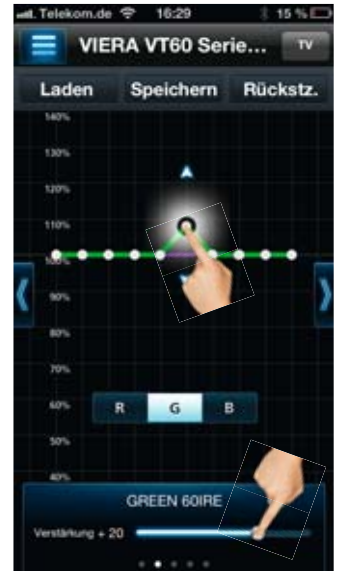 Telekom.de 16:29 15 %
VIERA VT60 Serie... TV
Laden Speichern Rückstz.
140%
130%
120%
110%
100%
90%
80%
70%
60%
R G B
50%
40%
GREEN 60IRE
Verstärkung + 20